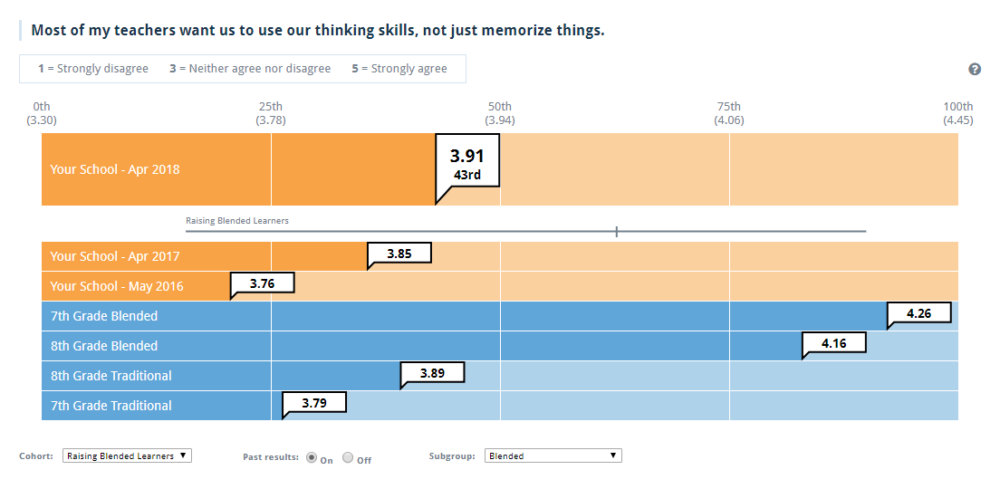 Most of my teachers want us to use our thinking skills, not just memorize things.
1 = Strongly disagree 3 = Neither agree nor disagree 5 = Strongly agree
?
0th 25th 50th 75th 100th
(3.30) (3.78) (3.94) (4.06) (4.45)
Your School - Apr 2018 3.91
43rd
Raising Blended Learners
Your School - Apr 2017 3.85
Your School - May 2016 3.76
7th Grade Blended 4.26
8th Grade Blended 4.16
8th Grade Traditional 3.89
7th Grade Traditional 3.79
Cohort: Raising Blended Learners Past results: On Off Subgroup: Blended